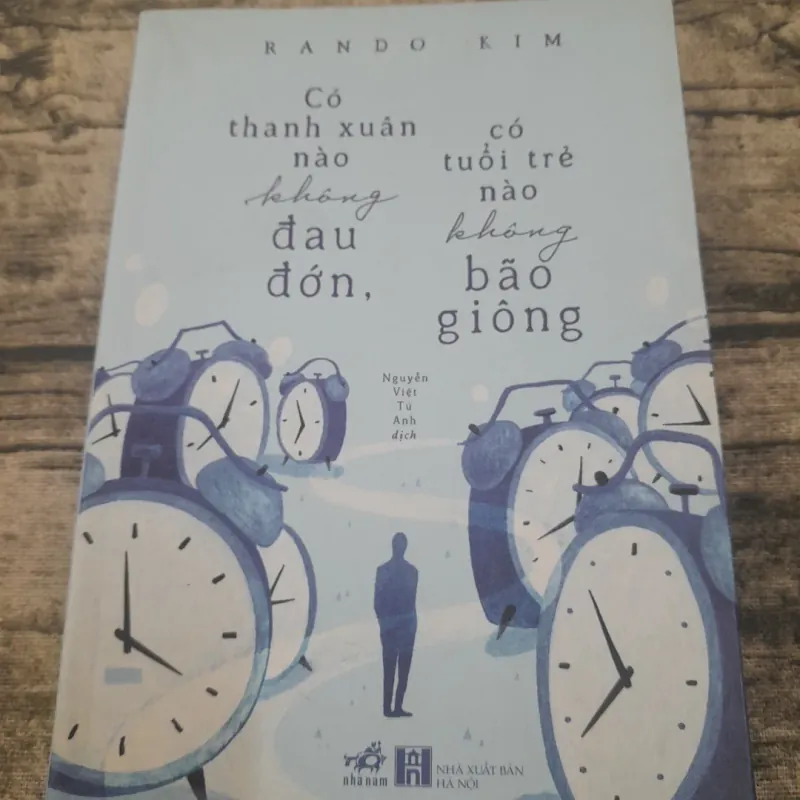 RANDO KIM
Có
thanh xuân
nào
không
đau
đớn,
có
tuổi trẻ
nào
không
bão
giông
Nguyễn
Việt
Tú
Anh
dịch
nhã nam
NHÀ XUẤT BẢN
HÀ NỘI